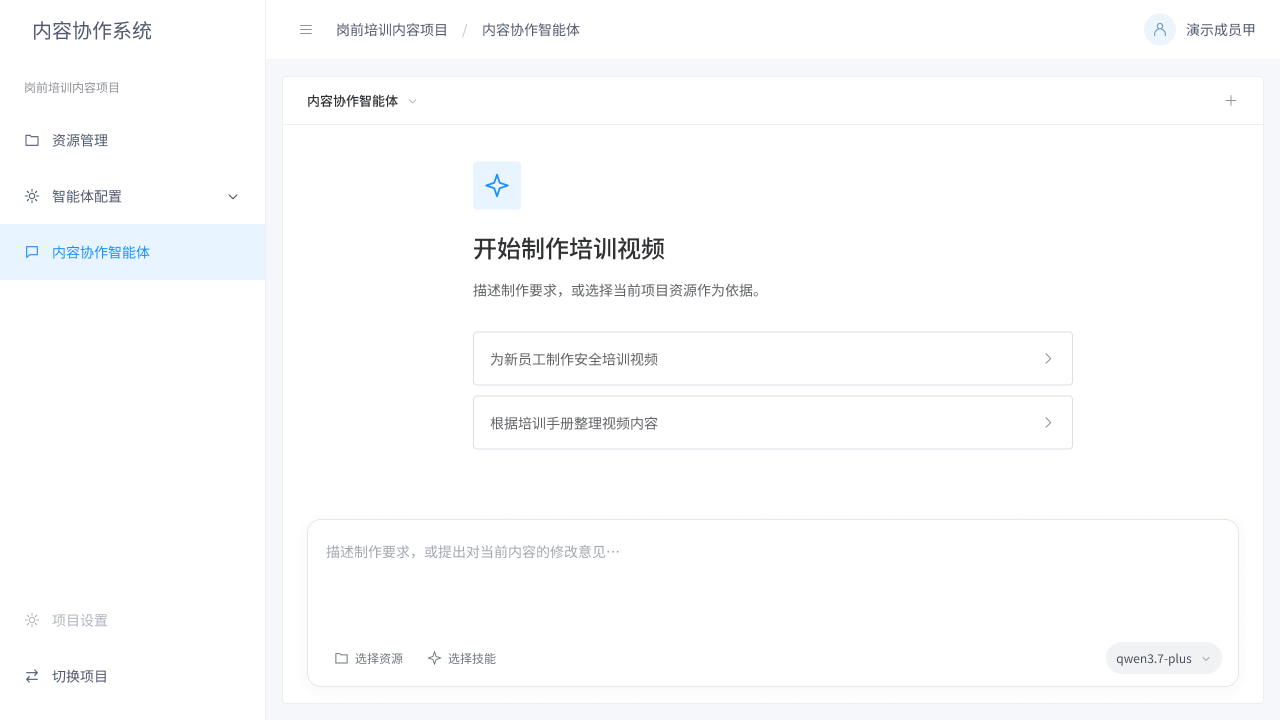 内容协作系统
岗前培训内容项目
资源管理
智能体配置
内容协作智能体
项目设置
切换项目
岗前培训内容项目 / 内容协作智能体
演示成员甲
内容协作智能体
开始制作培训视频
描述制作要求，或选择当前项目资源作为依据。
为新员工制作安全培训视频
根据培训手册整理视频内容
描述制作要求，或提出对当前内容的修改意见…
选择资源
选择技能
qwen3.7-plus